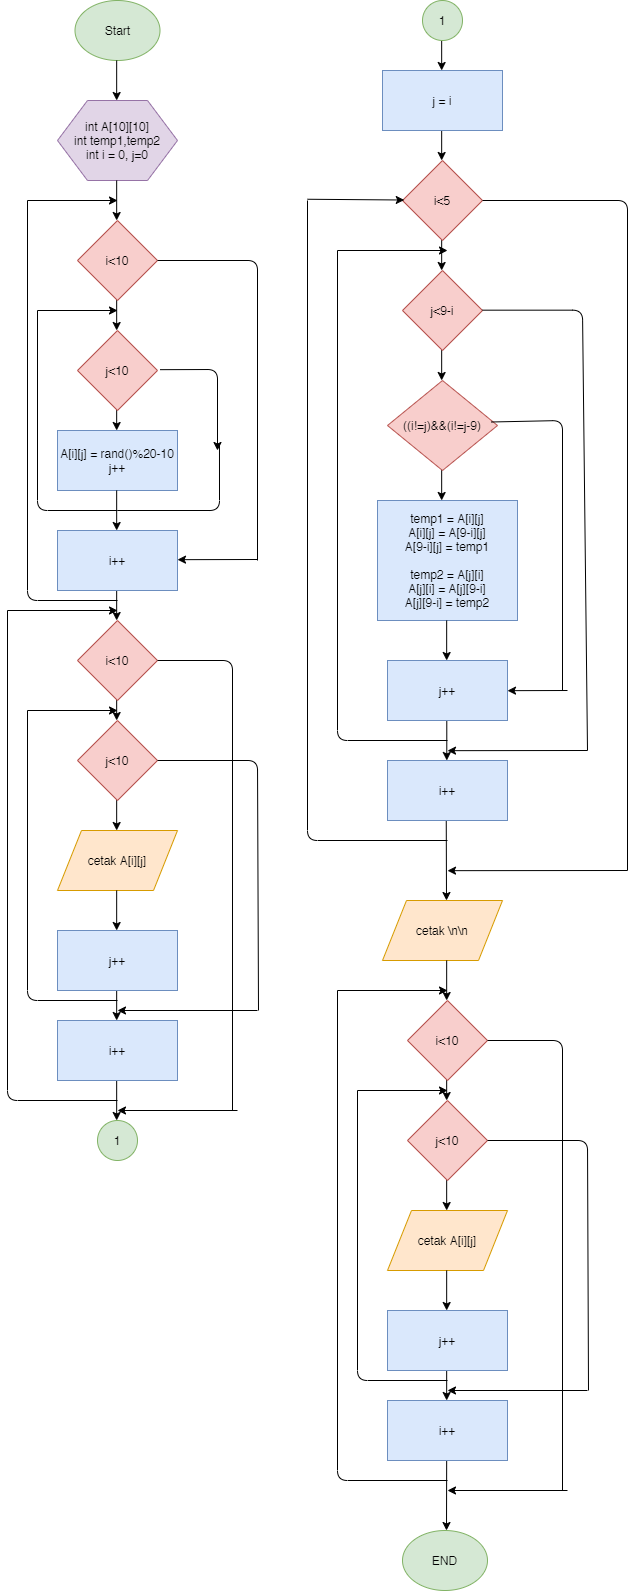 Start
int A[10][10]
int temp1,temp2
int i = 0, j=0
i<10
j<10
A[i][j] = rand()%20-10
j++
i++
i<10
j<10
cetak A[i][j]
j++
i++
1
1
j = i
i<5
j<9-i
((i!=j)&&(i!=j-9)
temp1 = A[i][j]
A[i][j] = A[9-i][j]
A[9-i][j] = temp1
temp2 = A[j][i]
A[j][i] = A[j][9-i]
A[j][9-i] = temp2
j++
i++
cetak \n\n
i<10
j<10
cetak A[i][j]
j++
i++
END